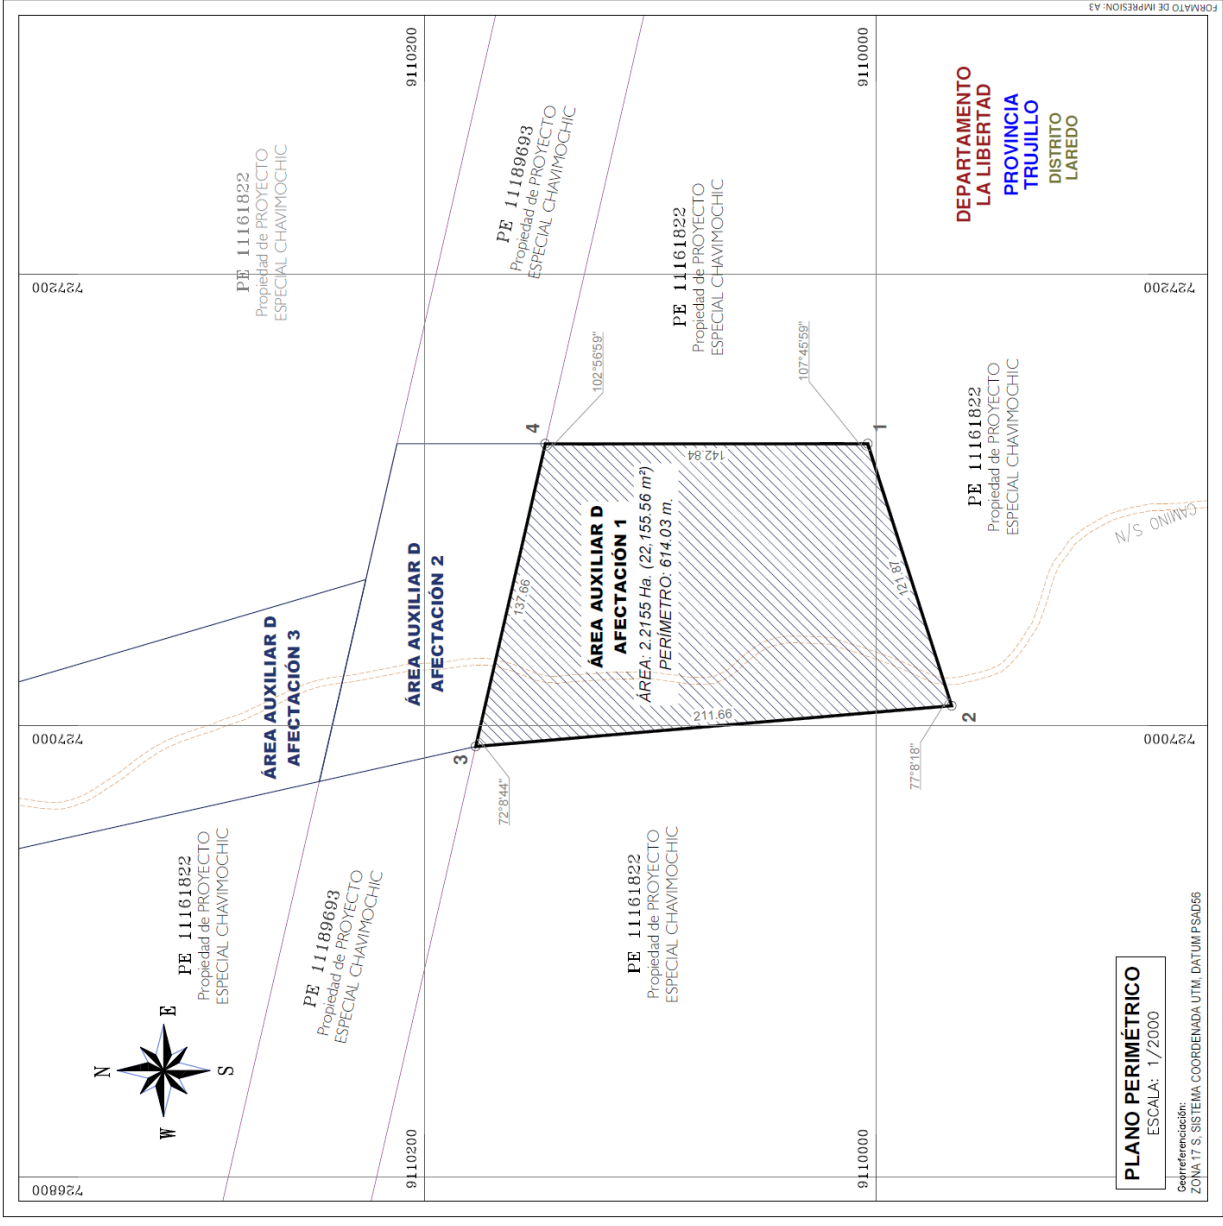 FORMATO DE IMPRESION: A3
9110200
9110000
727200
727200
727000
727000
726800
9110200
9110000
PE 11161822
Propiedad de PROYECTO
ESPECIAL CHAVIMOCHIC
PE 11189693
Propiedad de PROYECTO
ESPECIAL CHAVIMOCHIC
PE 11161822
Propiedad de PROYECTO
ESPECIAL CHAVIMOCHIC
DEPARTAMENTO
LA LIBERTAD
PROVINCIA
TRUJILLO
DISTRITO
LAREDO
PE 11161822
Propiedad de PROYECTO
ESPECIAL CHAVIMOCHIC
CAMINO S/N
102°56'59"
107°45'59"
4
1
142.84
137.66
121.87
211.66
ÁREA AUXILIAR D
AFECTACIÓN 1
ÁREA: 2.2155 Ha. (22,155.56 m²)
PERÍMETRO: 614.03 m.
ÁREA AUXILIAR D
AFECTACIÓN 2
ÁREA AUXILIAR D
AFECTACIÓN 3
3
2
72°8'44"
77°8'18"
PE 11161822
Propiedad de PROYECTO
ESPECIAL CHAVIMOCHIC
PE 11189693
Propiedad de PROYECTO
ESPECIAL CHAVIMOCHIC
PE 11161822
Propiedad de PROYECTO
ESPECIAL CHAVIMOCHIC
N
W
E
S
PLANO PERIMÉTRICO
ESCALA: 1/2000
Georreferenciación:
ZONA 17 S, SISTEMA COORDENADA UTM, DATUM PSAD56